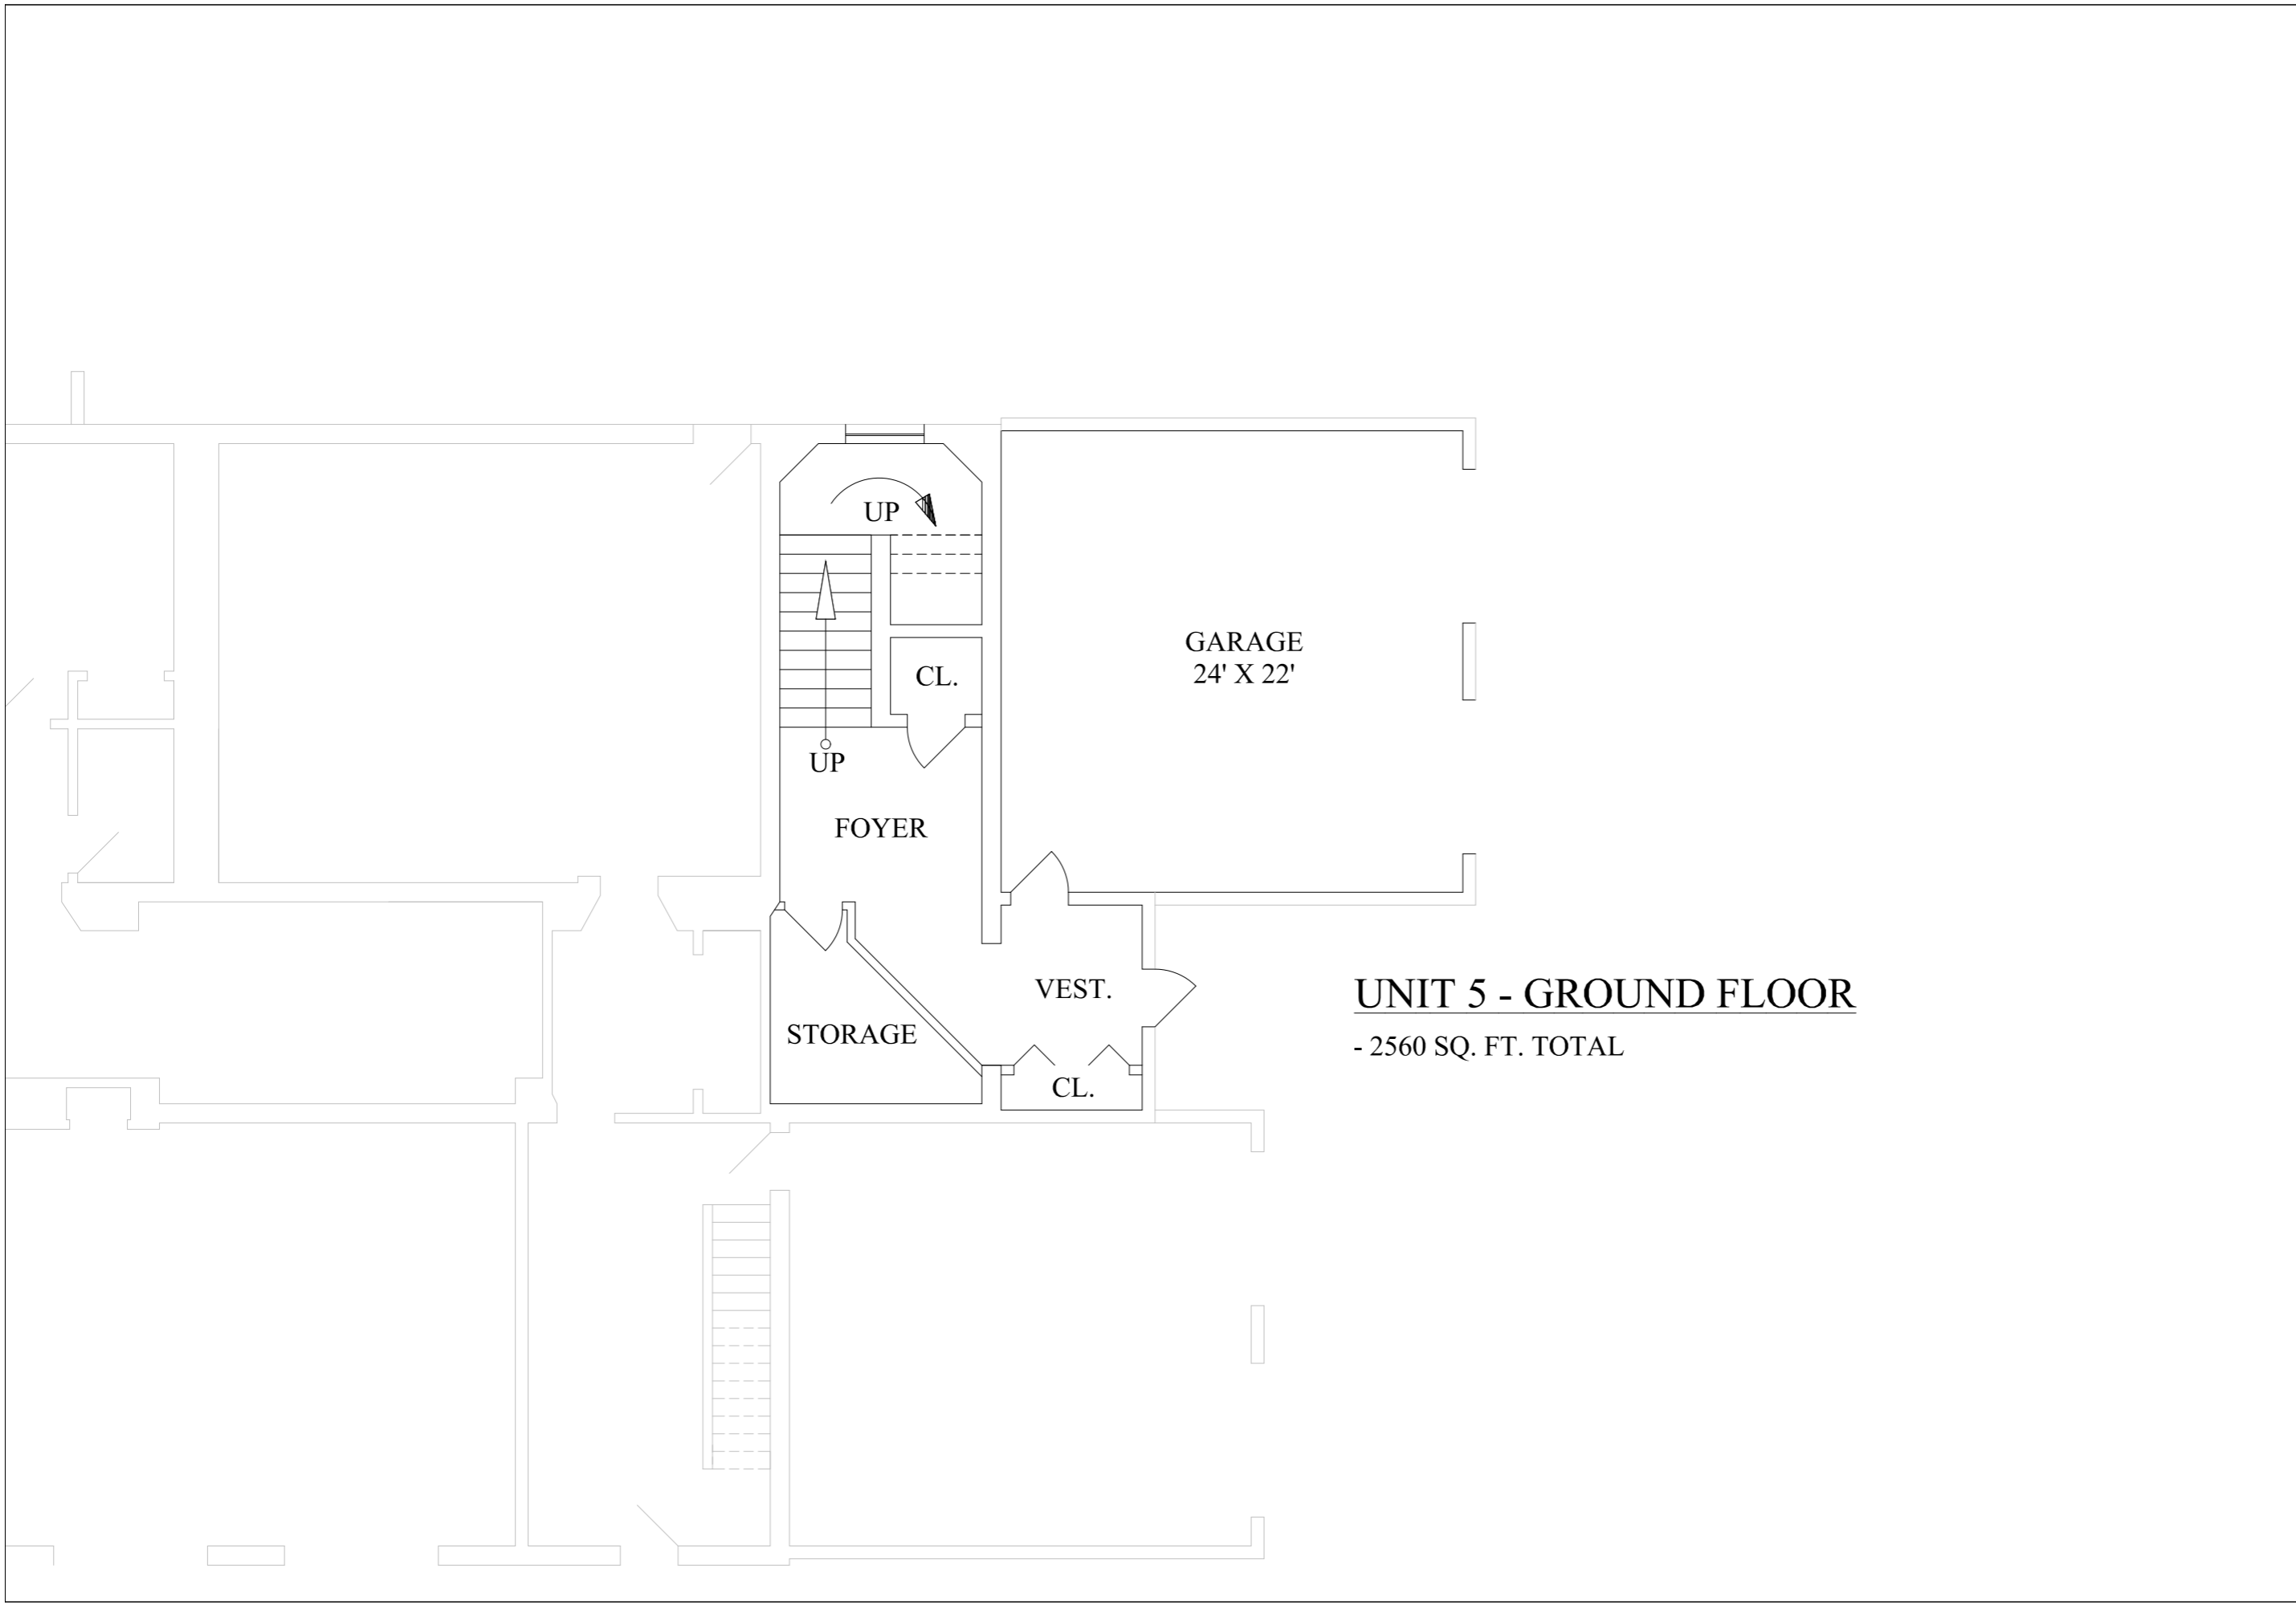 UP
GARAGE
24' X 22'
CL.
UP
FOYER
VEST.
UNIT 5 - GROUND FLOOR
STORAGE
- 2560 SQ. FT. TOTAL
CL.